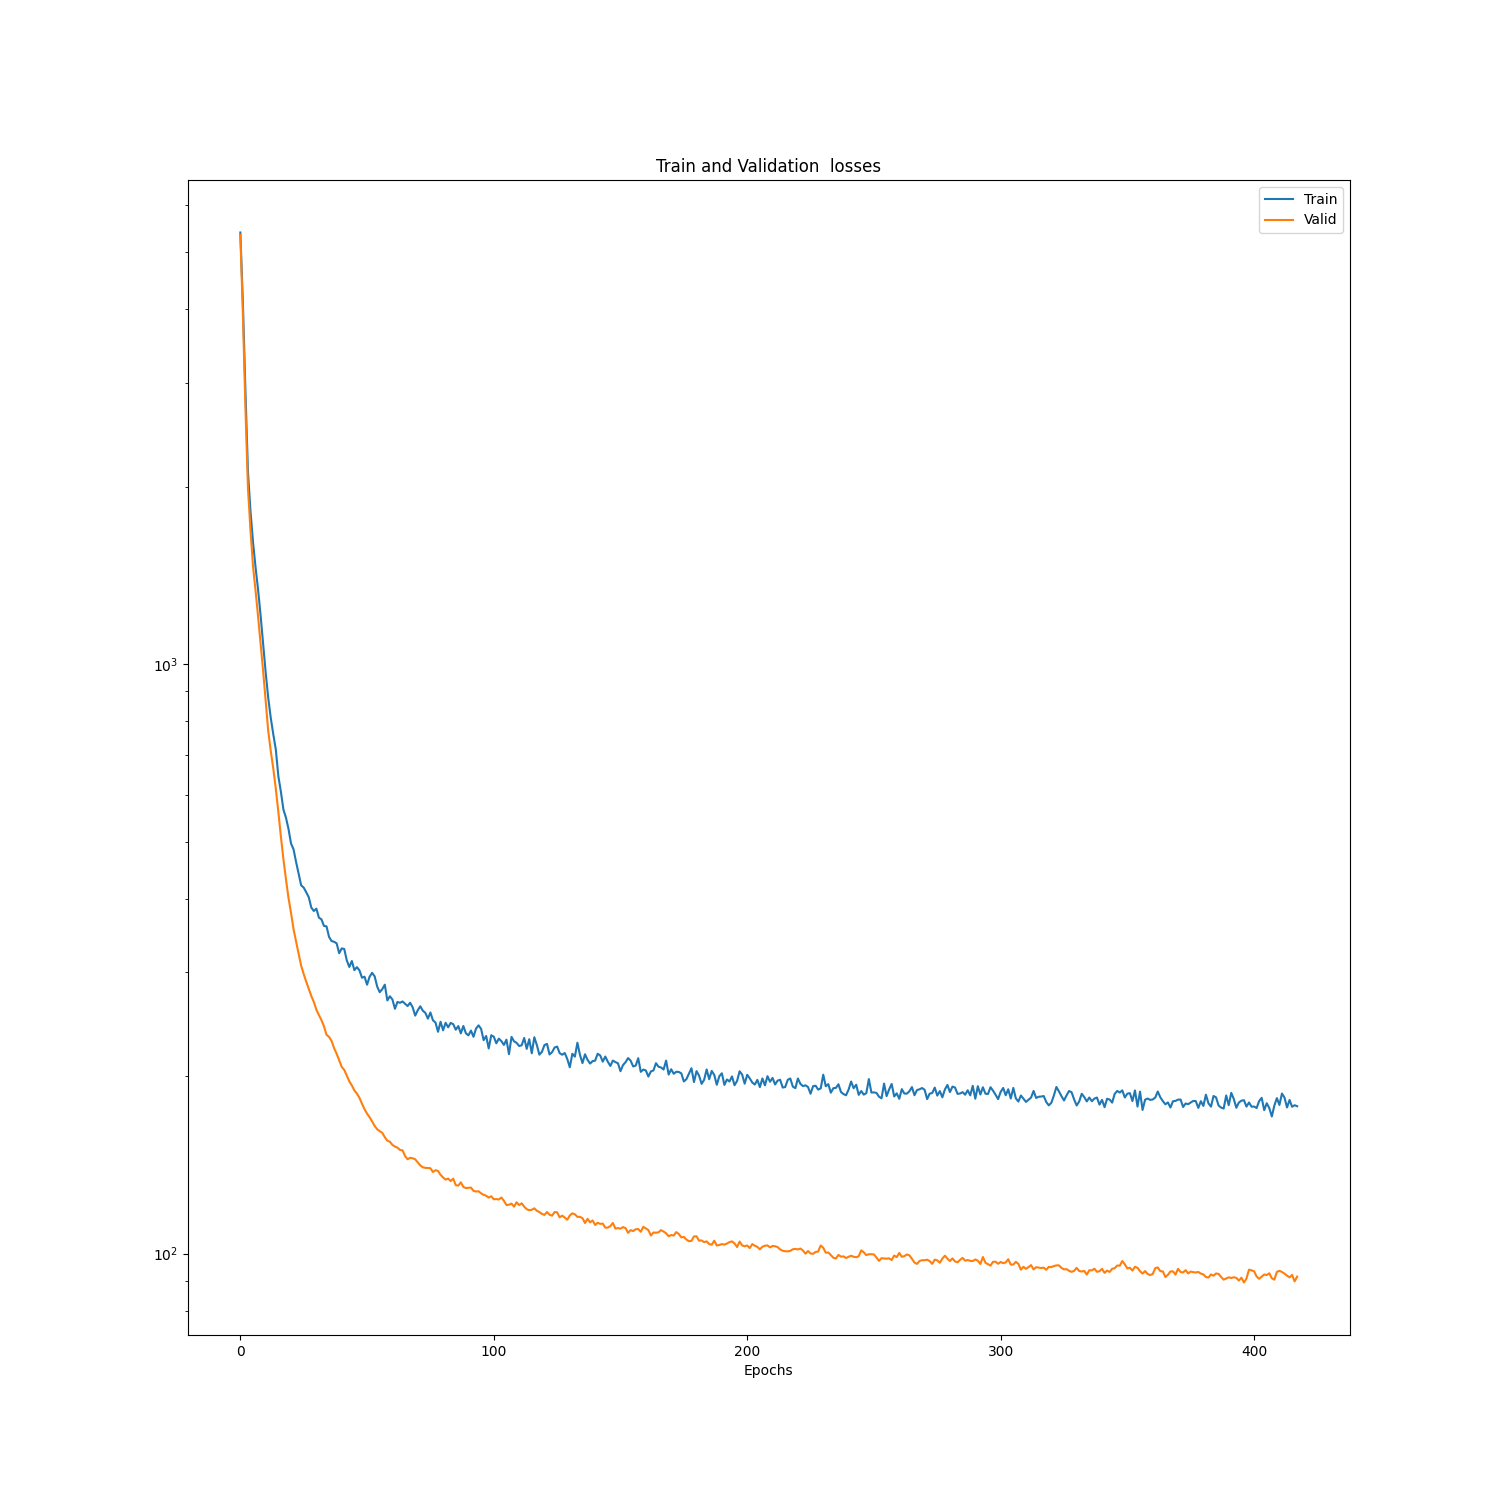 Train and Validation  losses
Train
Valid
10³
10²
0 100 200 300 400
Epochs